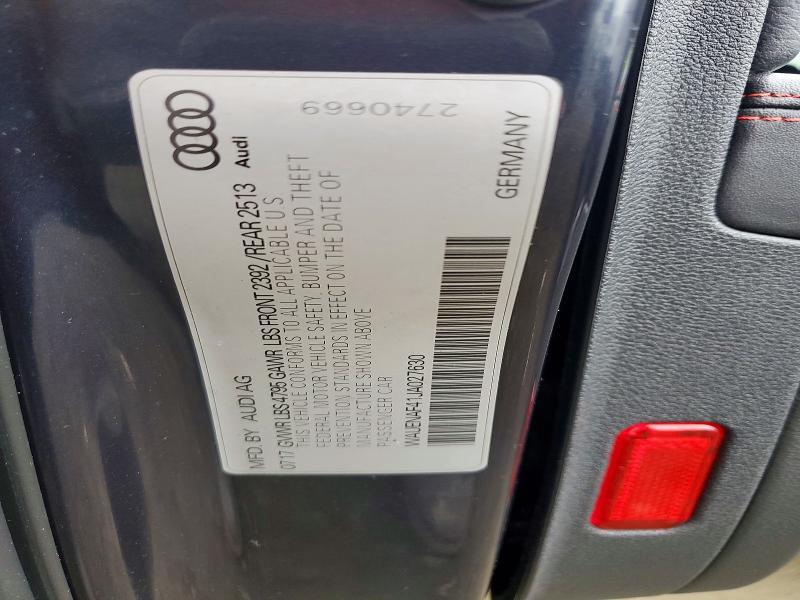 MFD. BY AUDI AG
0717 GVWR LBS 4795 GAWR LBS FRONT 2392 / REAR 2513
THIS VEHICLE CONFORMS TO ALL APPLICABLE U S
FEDERAL MOTOR VEHICLE SAFETY, BUMPER AND THEFT
PREVENTION STANDARDS IN EFFECT ON THE DATE OF
MANUFACTURE SHOWN ABOVE
PASSENGER CAR
WAUENAF41JA027630
Audi
2740669
GERMANY